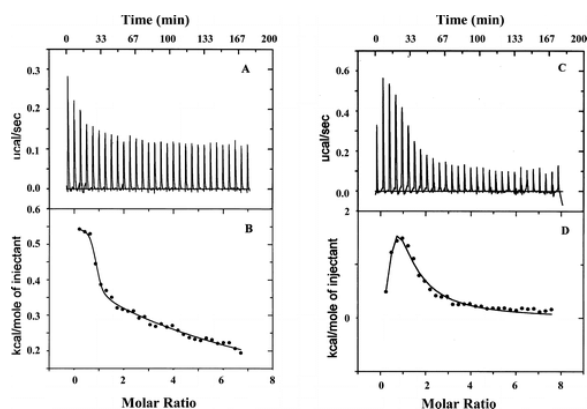 Time (min)
0 33 67 100 133 167 200
A
0.3
0.2
0.1
0.0
ucal/sec
0.6
0.5
0.4
0.3
0.2
B
kcal/mole of injectant
0 2 4 6 8
Molar Ratio
Time (min)
0 33 67 100 133 167 200
C
0.6
0.4
0.2
0.0
ucal/sec
2
0
D
kcal/mole of injectant
0 2 4 6 8
Molar Ratio